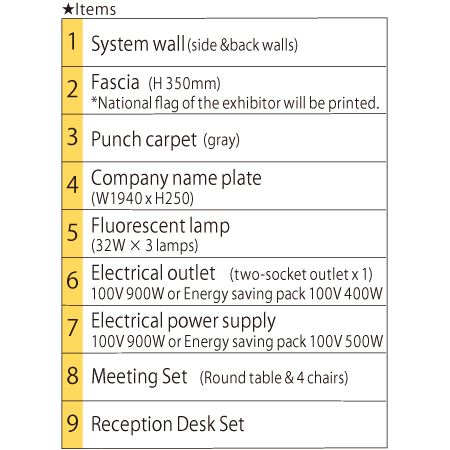 ★Items
1 System wall (side &back walls)
2 Fascia (H 350mm)
*National flag of the exhibitor will be printed.
3 Punch carpet (gray)
4 Company name plate
(W1940 x H250)
5 Fluorescent lamp
(32W × 3 lamps)
6 Electrical outlet (two-socket outlet x 1)
100V 900W or Energy saving pack 100V 400W
7 Electrical power supply
100V 900W or Energy saving pack 100V 500W
8 Meeting Set (Round table & 4 chairs)
9 Reception Desk Set